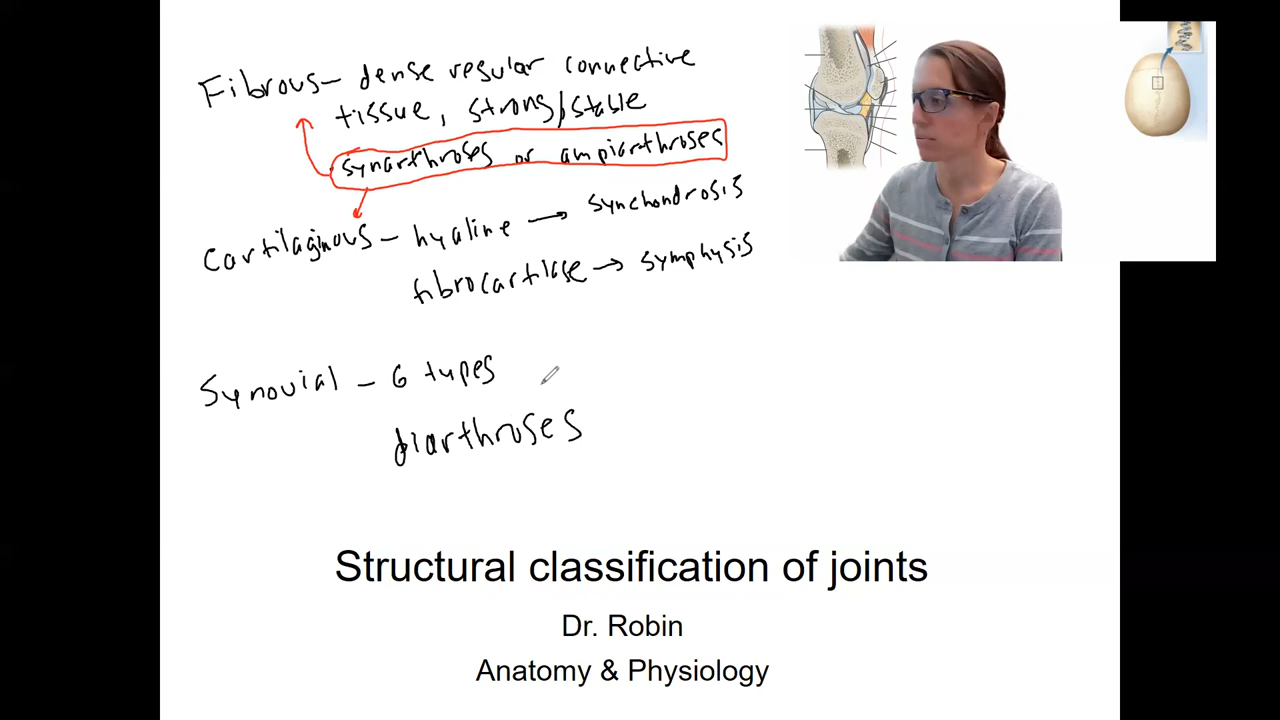 Fibrous - dense regular connective
tissue, strong/stable
synarthroses or ampiarthroses
Cartilaginous - hyaline → synchondrosis
fibrocartilage → symphysis
Synovial - 6 types
diarthroses
Structural classification of joints
Dr. Robin
Anatomy & Physiology